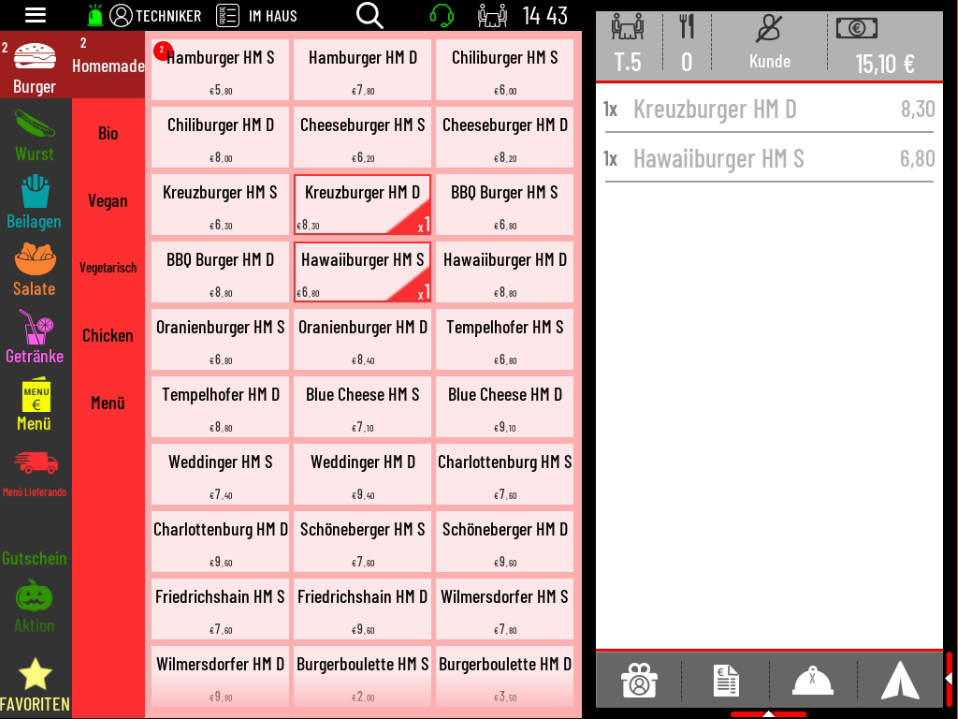 TECHNIKER IM HAUS 14 43
2 Burger
Wurst
Beilagen
Salate
Getränke
MENU
€
Menü
Menü Lieferando
Gutschein
Aktion
FAVORITEN
2
Homemade
Bio
Vegan
Vegetarisch
Chicken
Menü
2
Hamburger HM S
€5,80
Hamburger HM D
€7,80
Chiliburger HM S
€6,00
Chiliburger HM D
€8,00
Cheeseburger HM S
€6,20
Cheeseburger HM D
€8,20
Kreuzburger HM S
€6,30
Kreuzburger HM D
€8,30 x1
BBQ Burger HM S
€6,80
BBQ Burger HM D
€8,80
Hawaiiburger HM S
€6,80 x1
Hawaiiburger HM D
€8,80
Oranienburger HM S
€6,80
Oranienburger HM D
€8,40
Tempelhofer HM S
€6,80
Tempelhofer HM D
€8,80
Blue Cheese HM S
€7,10
Blue Cheese HM D
€9,10
Weddinger HM S
€7,40
Weddinger HM D
€9,40
Charlottenburg HM S
€7,60
Charlottenburg HM D
€9,60
Schöneberger HM S
€7,60
Schöneberger HM D
€9,60
Friedrichshain HM S
€7,60
Friedrichshain HM D
€9,60
Wilmersdorfer HM S
€7,80
Wilmersdorfer HM D
€9,80
Burgerboulette HM S
€2,00
Burgerboulette HM D
€3,50
T.5 0 Kunde 15,10 €
1x Kreuzburger HM D 8,30
1x Hawaiiburger HM S 6,80
€
X